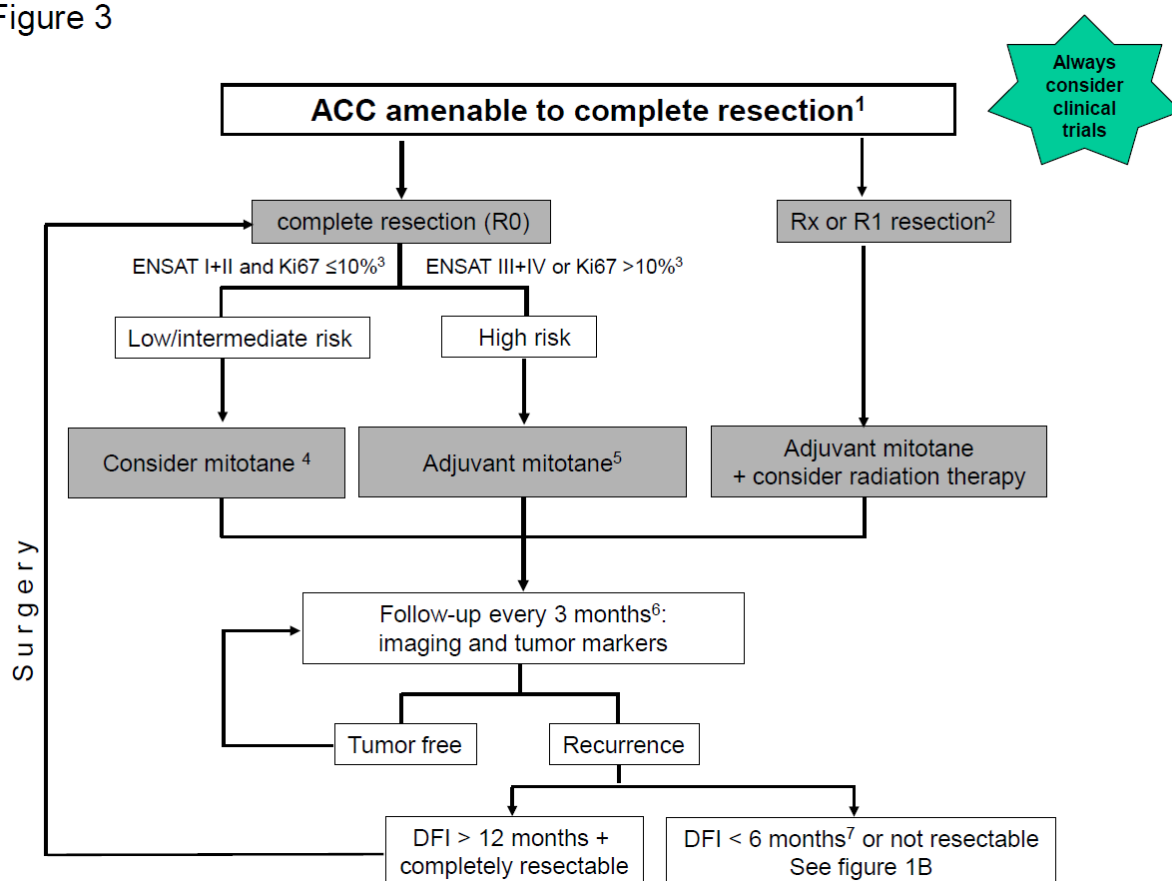 Figure 3
Always
consider
clinical
trials
ACC amenable to complete resection¹
complete resection (R0)
Rx or R1 resection²
ENSAT I+II and Ki67 ≤10%³
ENSAT III+IV or Ki67 >10%³
Low/intermediate risk
High risk
Consider mitotane ⁴
Adjuvant mitotane⁵
Adjuvant mitotane
+ consider radiation therapy
Surgery
Follow-up every 3 months⁶:
imaging and tumor markers
Tumor free
Recurrence
DFI > 12 months +
completely resectable
DFI < 6 months⁷ or not resectable
See figure 1B